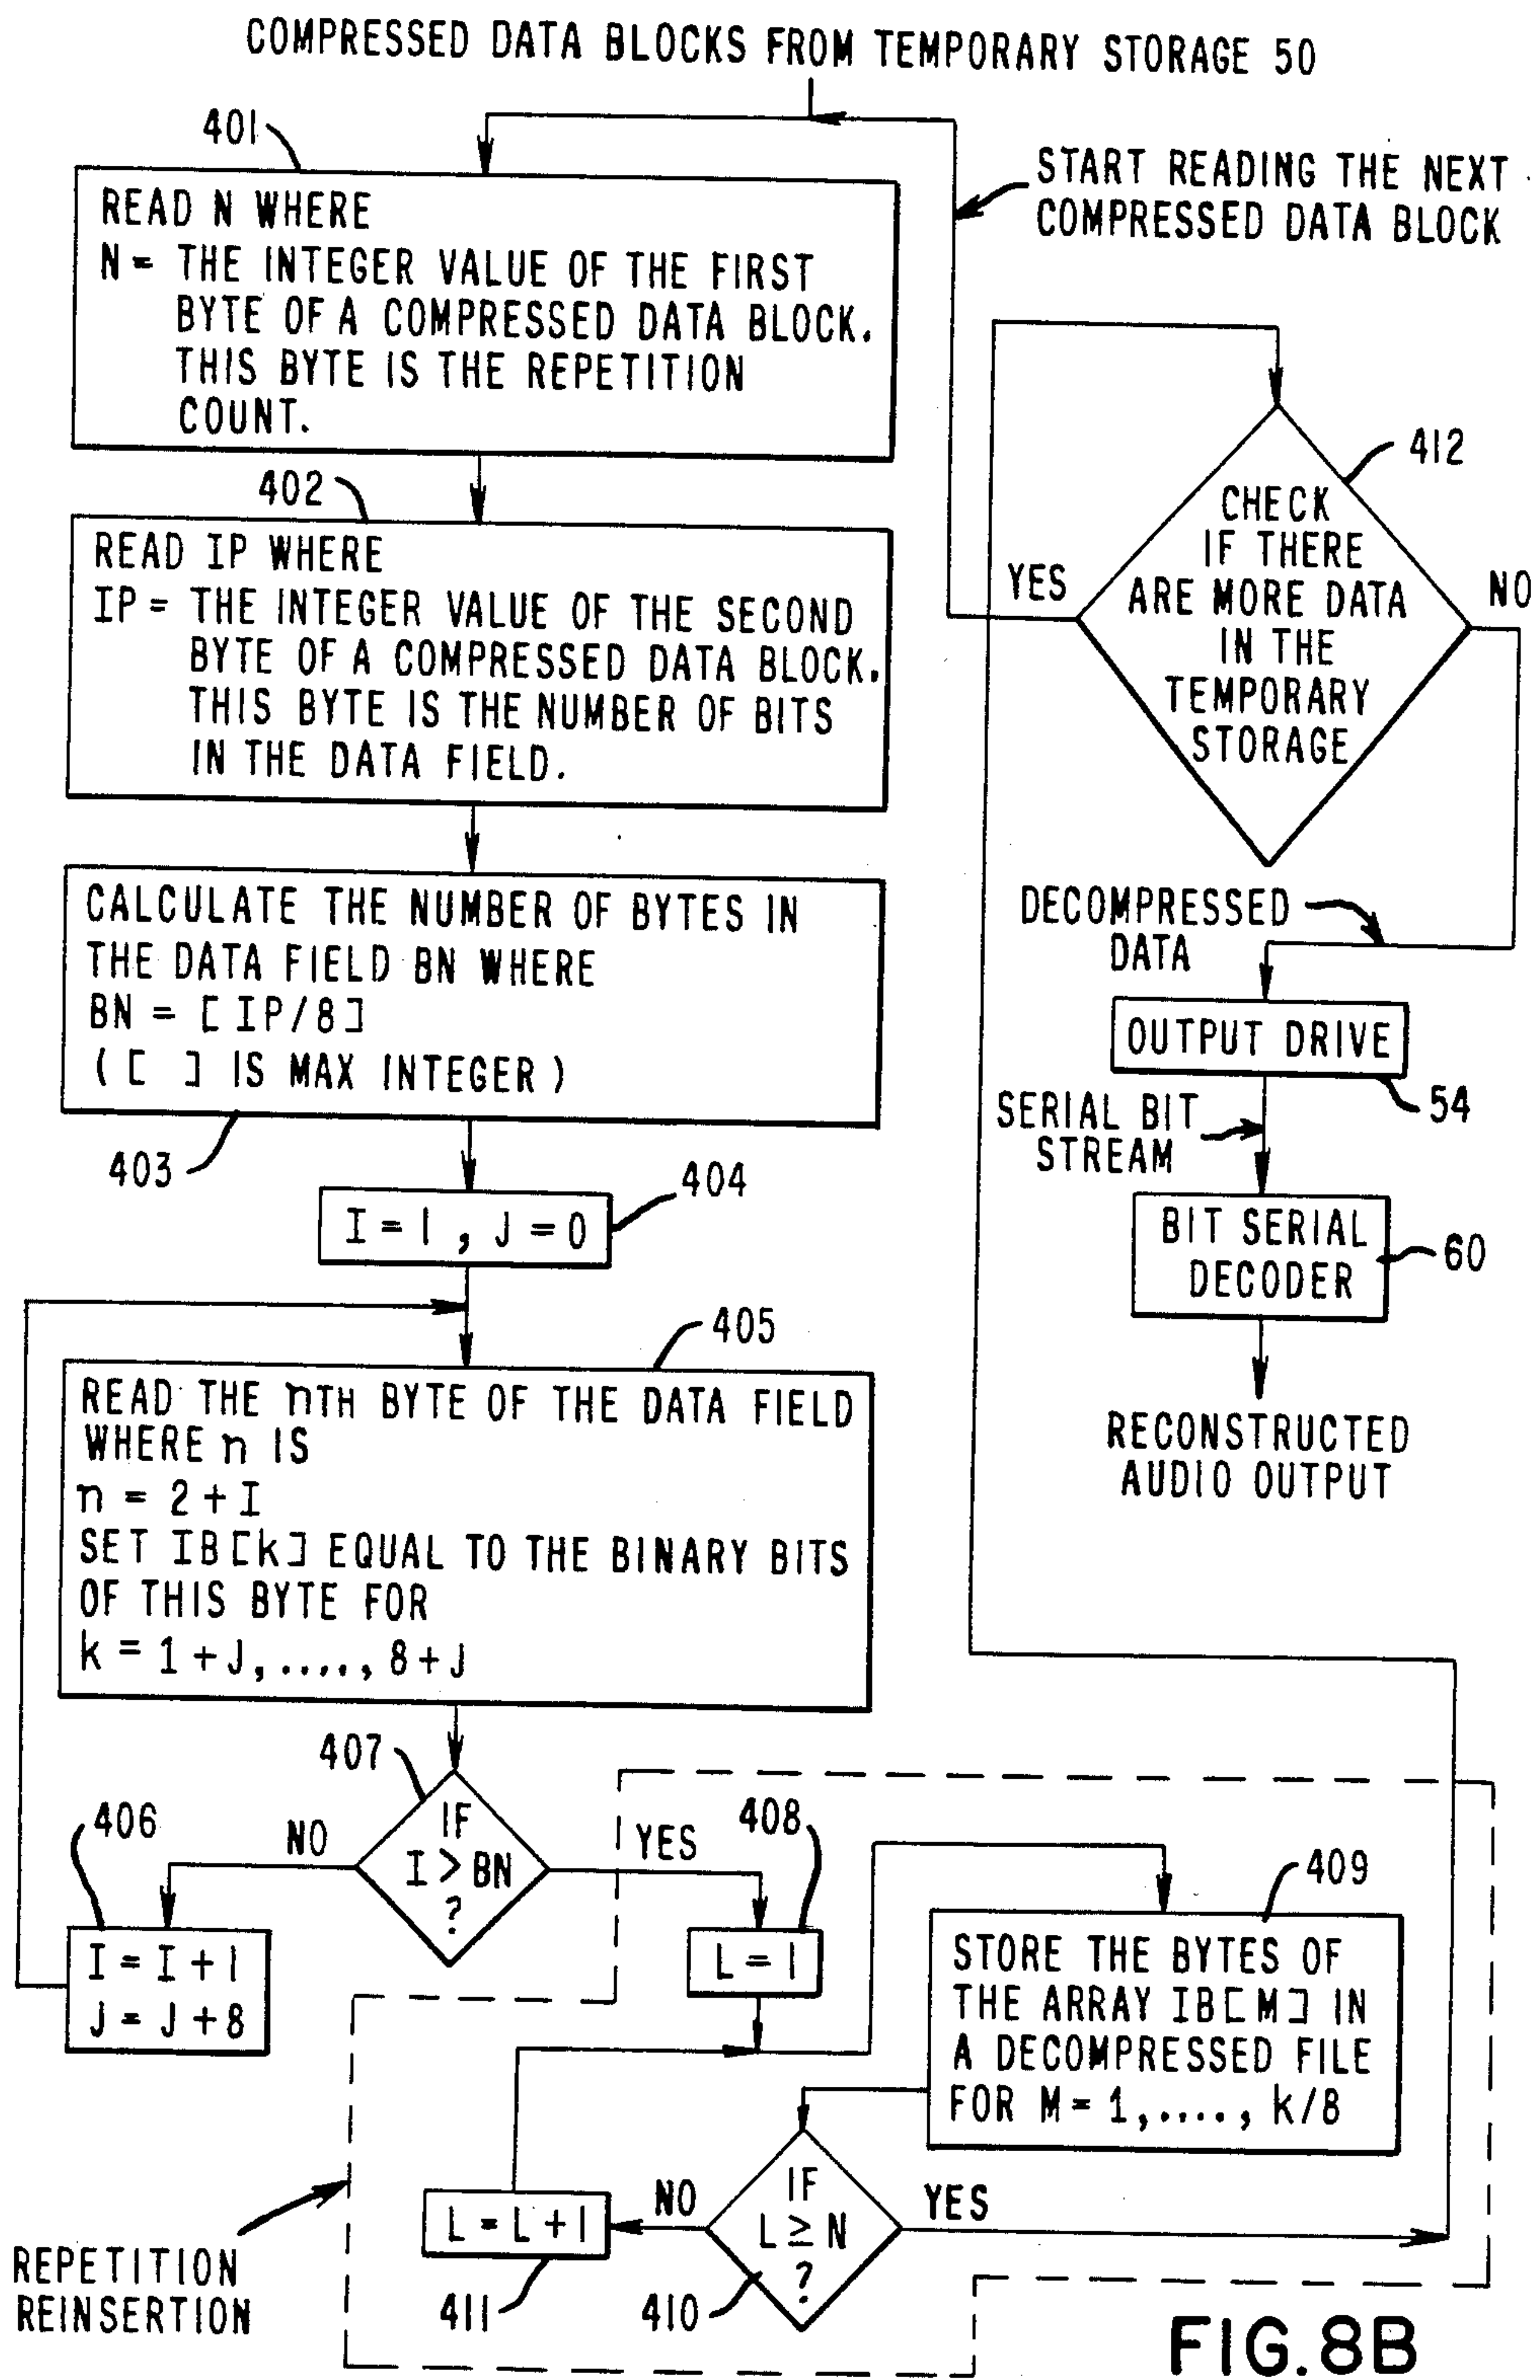 COMPRESSED DATA BLOCKS FROM TEMPORARY STORAGE 50
401
READ N WHERE
N = THE INTEGER VALUE OF THE FIRST
BYTE OF A COMPRESSED DATA BLOCK.
THIS BYTE IS THE REPETITION
COUNT.
START READING THE NEXT
COMPRESSED DATA BLOCK
402
READ IP WHERE
IP = THE INTEGER VALUE OF THE SECOND
BYTE OF A COMPRESSED DATA BLOCK.
THIS BYTE IS THE NUMBER OF BITS
IN THE DATA FIELD.
412
CHECK
IF THERE
ARE MORE DATA
IN THE
TEMPORARY
STORAGE
YES
NO
CALCULATE THE NUMBER OF BYTES IN
THE DATA FIELD BN WHERE
BN = [ IP/8 ]
( [ ] IS MAX INTEGER )
403
DECOMPRESSED
DATA
OUTPUT DRIVE
54
SERIAL BIT
STREAM
BIT SERIAL
DECODER
60
RECONSTRUCTED
AUDIO OUTPUT
404
I = 1 , J = 0
405
READ THE nTH BYTE OF THE DATA FIELD
WHERE n IS
n = 2 + I
SET IB[k] EQUAL TO THE BINARY BITS
OF THIS BYTE FOR
k = 1 + J, ...., 8 + J
407
IF
I > BN
?
NO
YES
406
I = I + 1
J = J + 8
408
L = 1
409
STORE THE BYTES OF
THE ARRAY IB[M] IN
A DECOMPRESSED FILE
FOR M = 1, ...., k/8
IF
L ≥ N
?
NO
YES
410
L = L + 1
411
REPETITION
REINSERTION
FIG.8B